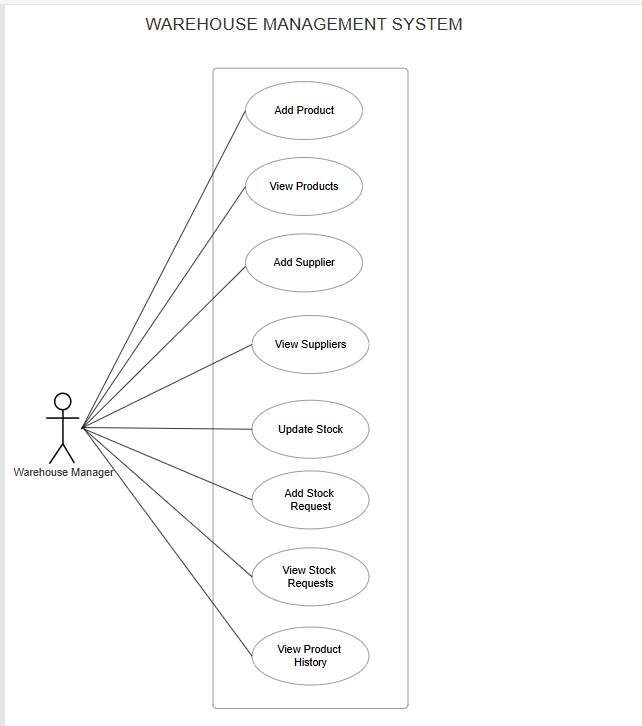 WAREHOUSE MANAGEMENT SYSTEM
Add Product
View Products
Add Supplier
View Suppliers
Update Stock
Warehouse Manager
Add Stock
Request
View Stock
Requests
View Product
History